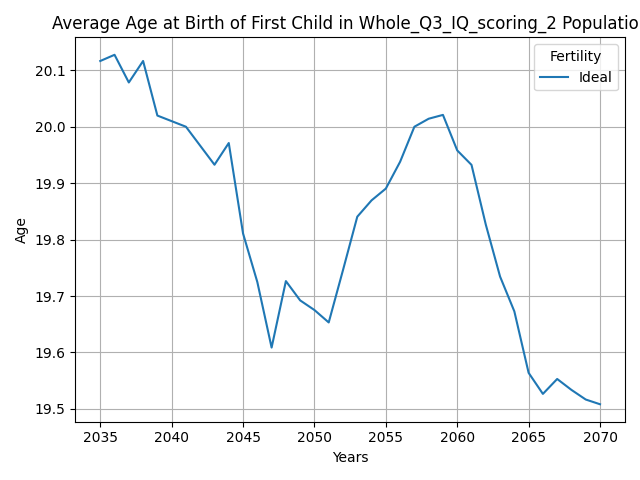 Average Age at Birth of First Child in Whole_Q3_IQ_scoring_2 Populatio
Fertility
Ideal
20.1
20.0
19.9
19.8
19.7
19.6
19.5
Age
2035 2040 2045 2050 2055 2060 2065 2070
Years